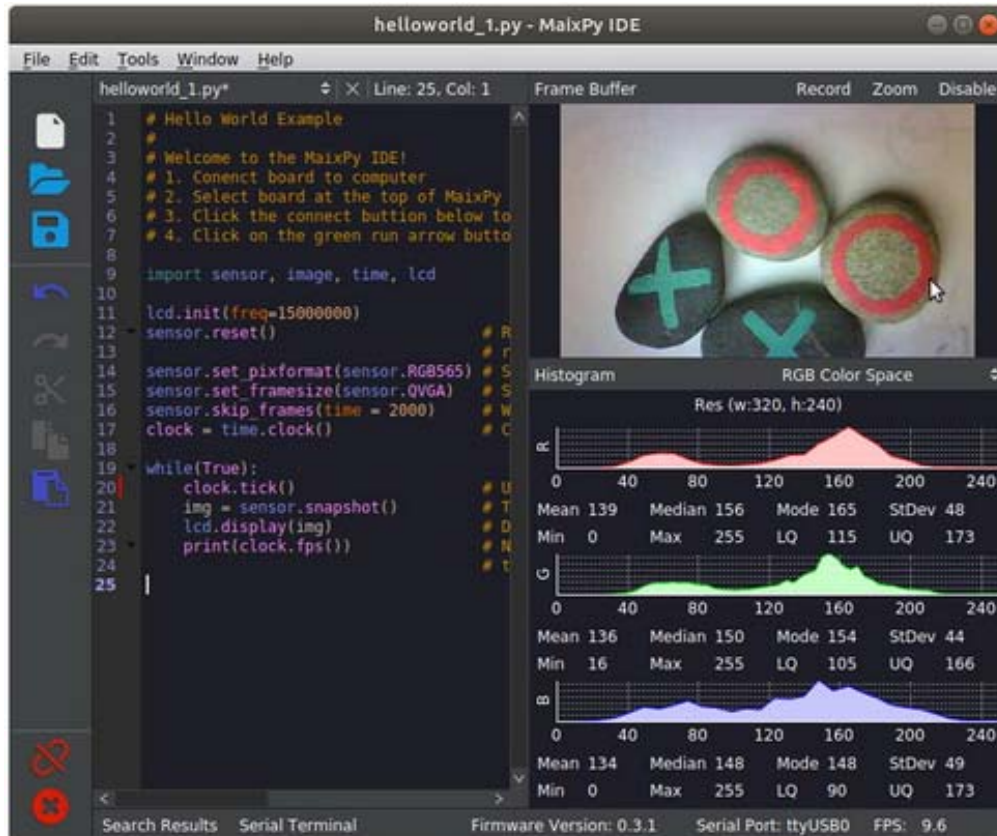 helloworld_1.py - MaixPy IDE
File Edit Tools Window Help
helloworld_1.py* Line: 25, Col: 1
1 # Hello World Example
2 #
3 # Welcome to the MaixPy IDE!
4 # 1. Conenct board to computer
5 # 2. Select board at the top of MaixPy
6 # 3. Click the connect buttion below to
7 # 4. Click on the green run arrow butto
8
9 import sensor, image, time, lcd
10
11 lcd.init(freq=15000000)
12 sensor.reset() # R
13 # r
14 sensor.set_pixformat(sensor.RGB565) # S
15 sensor.set_framesize(sensor.QVGA) # S
16 sensor.skip_frames(time = 2000) # W
17 clock = time.clock() # C
18
19 while(True):
20 clock.tick() # U
21 img = sensor.snapshot() # T
22 lcd.display(img) # D
23 print(clock.fps()) # N
24 # t
25
Frame Buffer Record Zoom Disable
Histogram RGB Color Space
Res (w:320, h:240)
R
0 40 80 120 160 200 240
Mean 139 Median 156 Mode 165 StDev 48
Min 0 Max 255 LQ 115 UQ 173
G
0 40 80 120 160 200 240
Mean 136 Median 150 Mode 154 StDev 44
Min 16 Max 255 LQ 105 UQ 166
B
0 40 80 120 160 200 240
Mean 134 Median 148 Mode 148 StDev 49
Min 0 Max 255 LQ 90 UQ 173
Search Results Serial Terminal Firmware Version: 0.3.1 Serial Port: ttyUSB0 FPS: 9.6